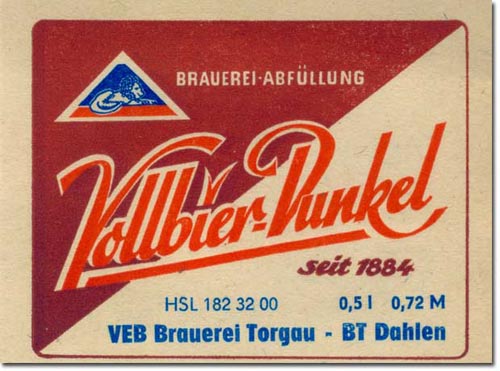 BRAUEREI-ABFÜLLUNG
Vollbier-Dunkel
seit 1884
HSL 182 32 00 0,5 l 0,72 M
VEB Brauerei Torgau - BT Dahlen